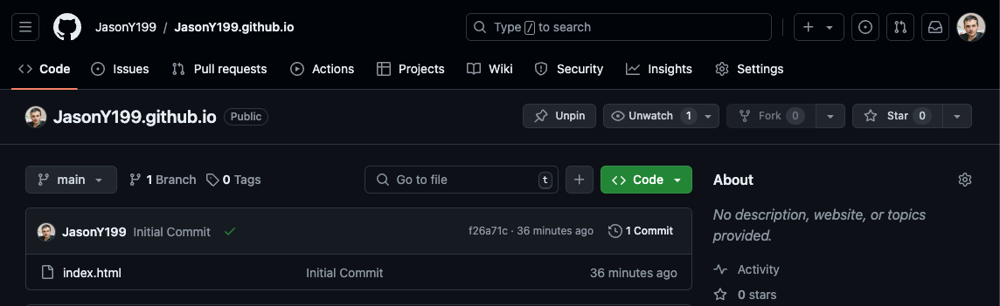 JasonY199 / JasonY199.github.io Type / to search
Code Issues Pull requests Actions Projects Wiki Security Insights Settings
JasonY199.github.io Public Unpin Unwatch 1 Fork 0 Star 0
main 1 Branch 0 Tags Go to file t Code
JasonY199 Initial Commit f26a71c · 36 minutes ago 1 Commit
index.html Initial Commit 36 minutes ago
About
No description, website, or topics
provided.
Activity
0 stars